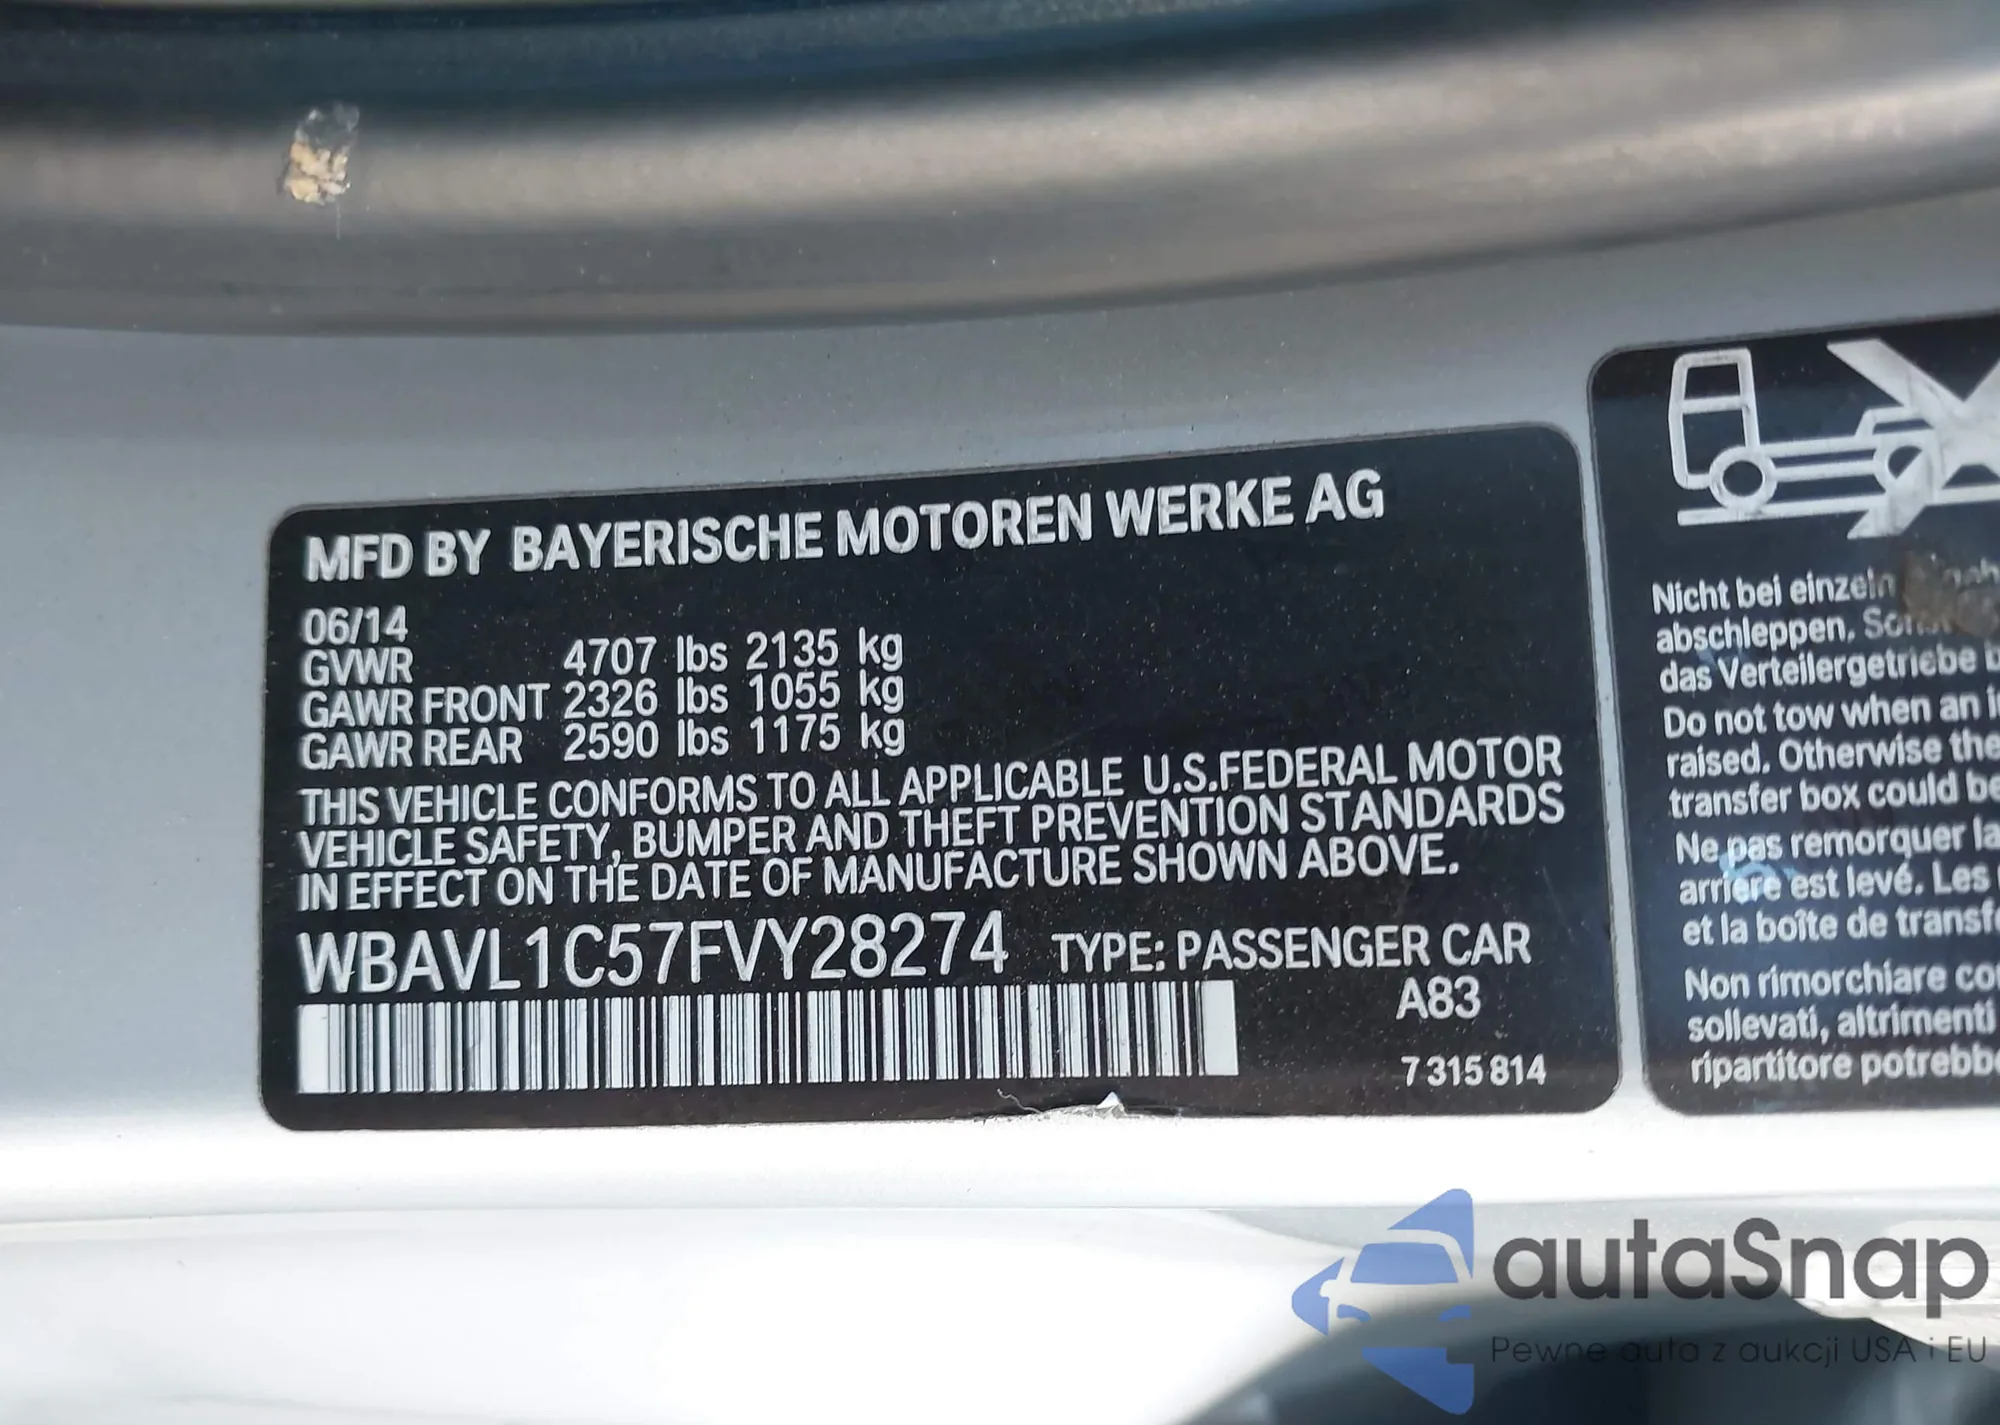 MFD BY BAYERISCHE MOTOREN WERKE AG
06/14
GVWR 4707 lbs 2135 kg
GAWR FRONT 2326 lbs 1055 kg
GAWR REAR 2590 lbs 1175 kg
THIS VEHICLE CONFORMS TO ALL APPLICABLE U.S.FEDERAL MOTOR
VEHICLE SAFETY, BUMPER AND THEFT PREVENTION STANDARDS
IN EFFECT ON THE DATE OF MANUFACTURE SHOWN ABOVE.
WBAVL1C57FVY28274 TYPE: PASSENGER CAR
A83
7 315 814
Nicht bei
abschleppen.
das Verteilergetriebe
Do not tow when an
raised. Otherwise the
transfer box could be
Ne pas remorquer la
arrière est levé. Les
et la boîte de
Non rimorchiare
sollevati, altrimenti
ripartitore
autaSnap
Pewne auta z aukcji USA i EU